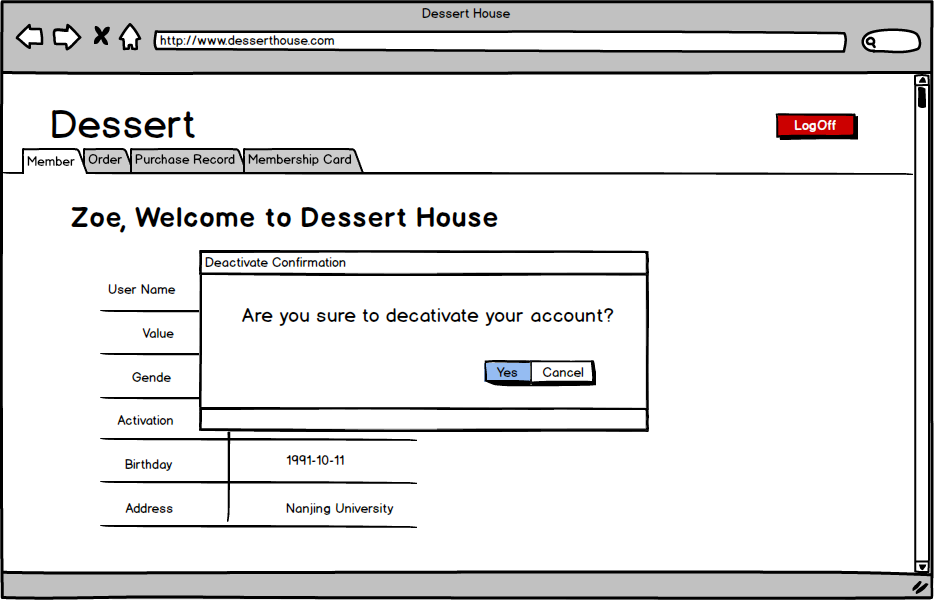 Dessert House
http://www.desserthouse.com
Dessert
LogOff
Member Order Purchase Record Membership Card
Zoe, Welcome to Dessert House
Deactivate Confirmation
User Name
Are you sure to decativate your account?
Value
Yes Cancel
Gende
Activation
Birthday 1991-10-11
Address Nanjing University